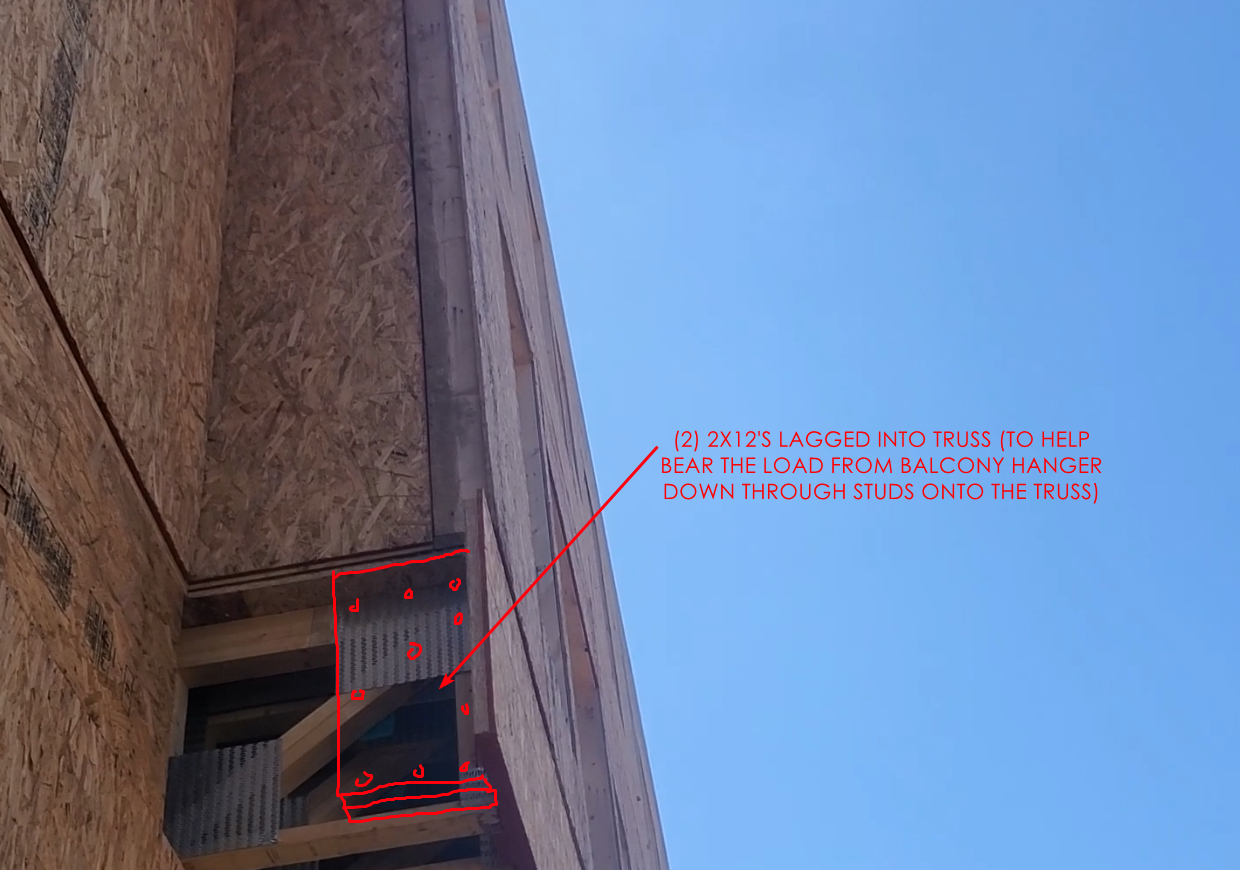 (2) 2X12'S LAGGED INTO TRUSS (TO HELP
BEAR THE LOAD FROM BALCONY HANGER
DOWN THROUGH STUDS ONTO THE TRUSS)